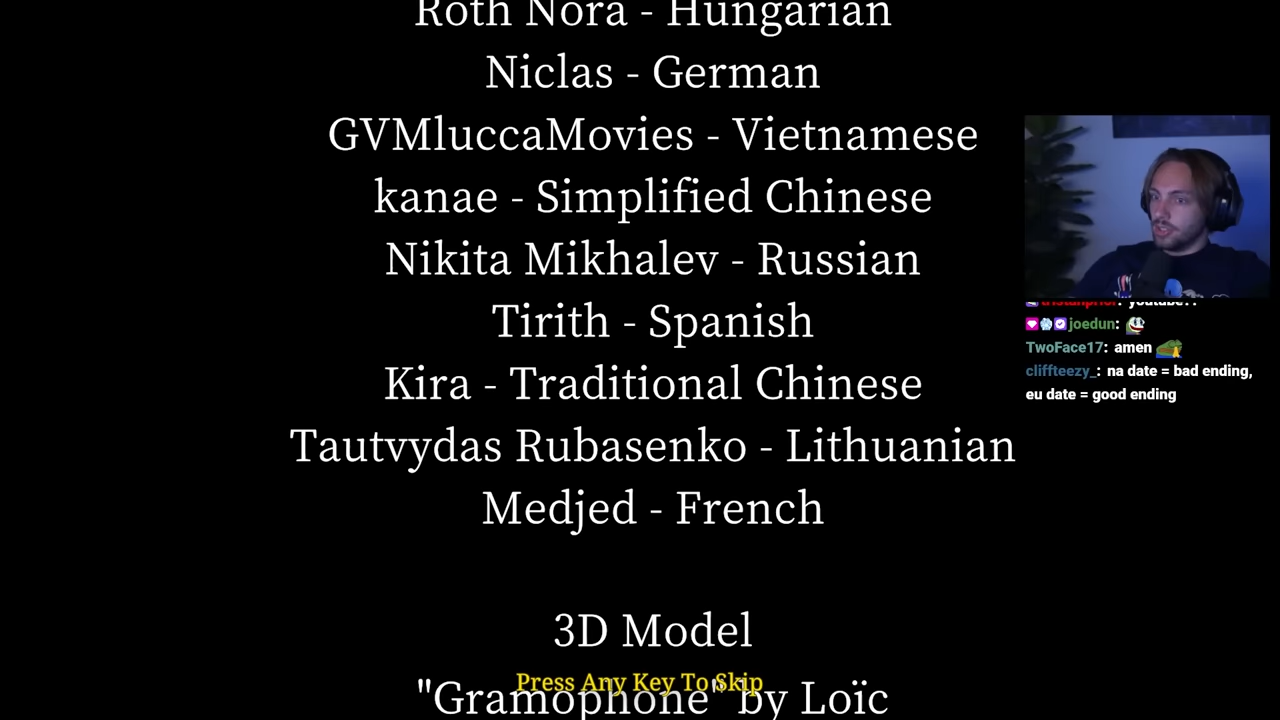 Roth Nora - Hungarian
Niclas - German
GVMluccaMovies - Vietnamese
kanae - Simplified Chinese
Nikita Mikhalev - Russian
Tirith - Spanish
Kira - Traditional Chinese
Tautvydas Rubasenko - Lithuanian
Medjed - French
3D Model
"Gramophone" by Loïc
Press Any Key To Skip
joedun:
TwoFace17: amen
cliffteezy_: na date = bad ending,
eu date = good ending